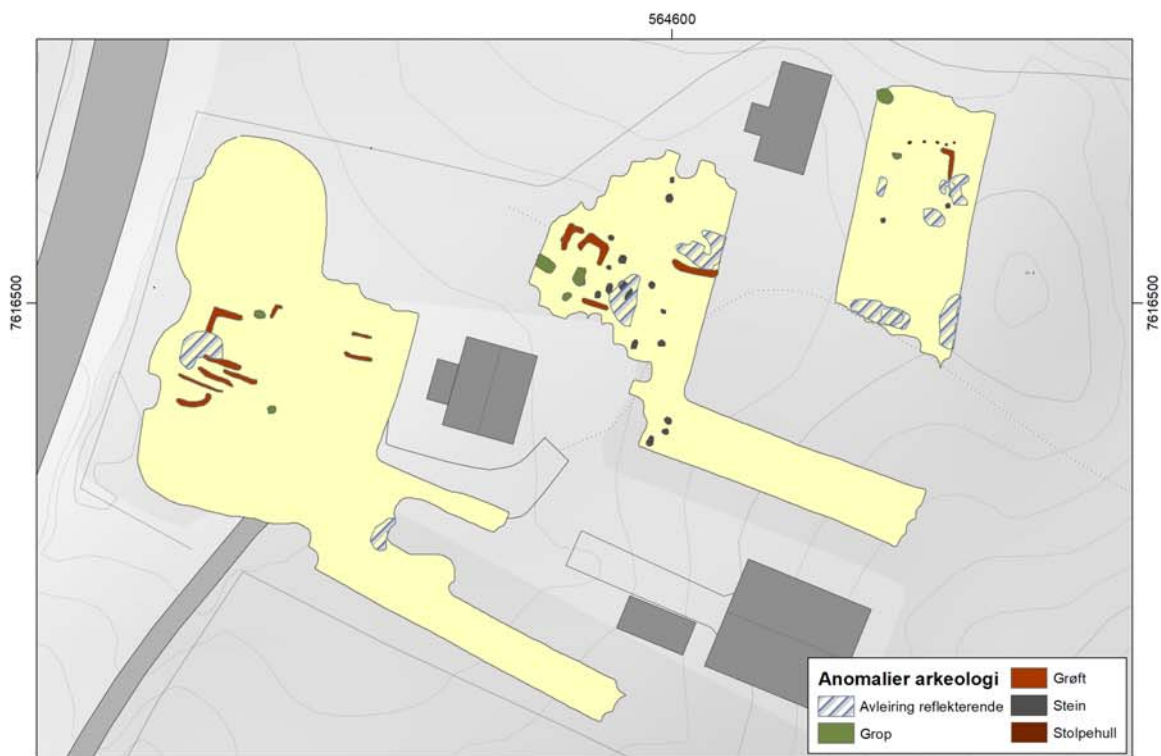 564600
7616500
7616500
Anomalier arkeologi
Avleiring reflekterende
Grop
Grøft
Stein
Stolpehull